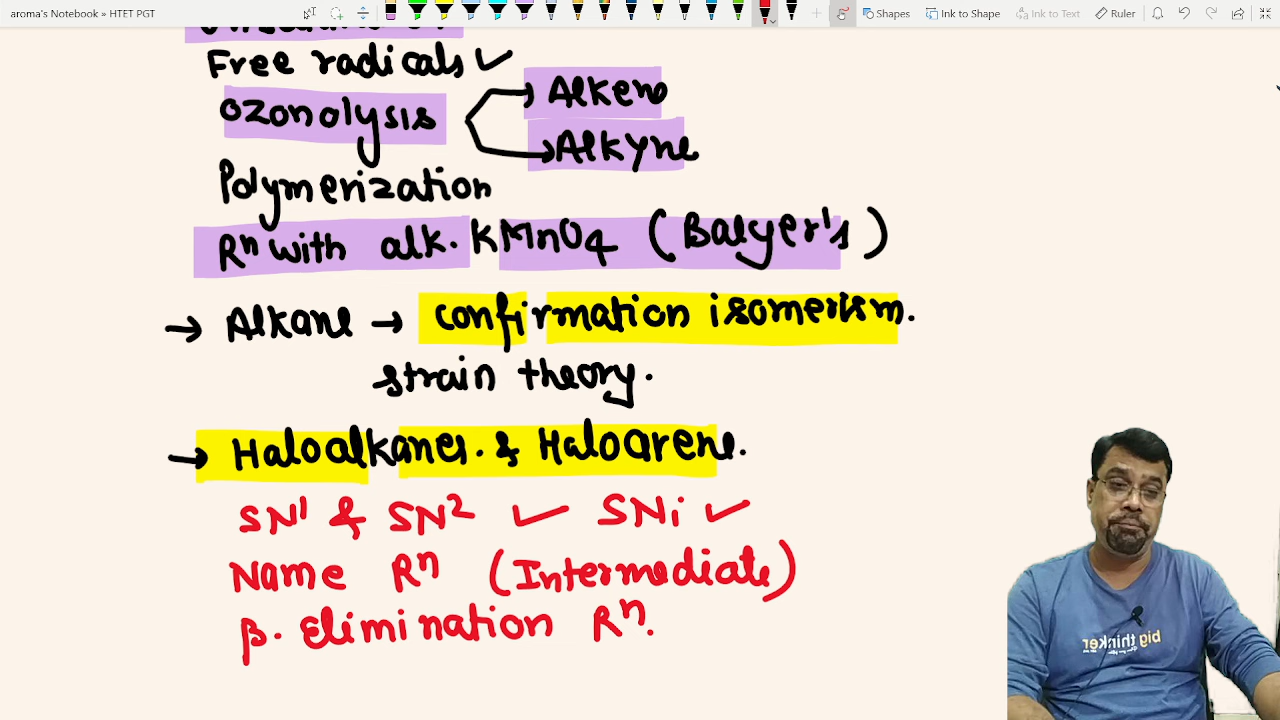 aroma's Notebook » HTET PGT
Shapes Ink to Shape Ink to Text Ruler
Free radicals ✓
Ozonolysis → Alkene
→ Alkyne
Polymerization
Rⁿ with alk. KMnO4 (Baeyer's)
→ Alkane → confirmation isomerism.
strain theory.
→ Haloalkanes. & Haloarene.
SN¹ & SN² ✓ SNi ✓
Name Rⁿ (Intermediate)
β. Elimination Rⁿ.
big thinker